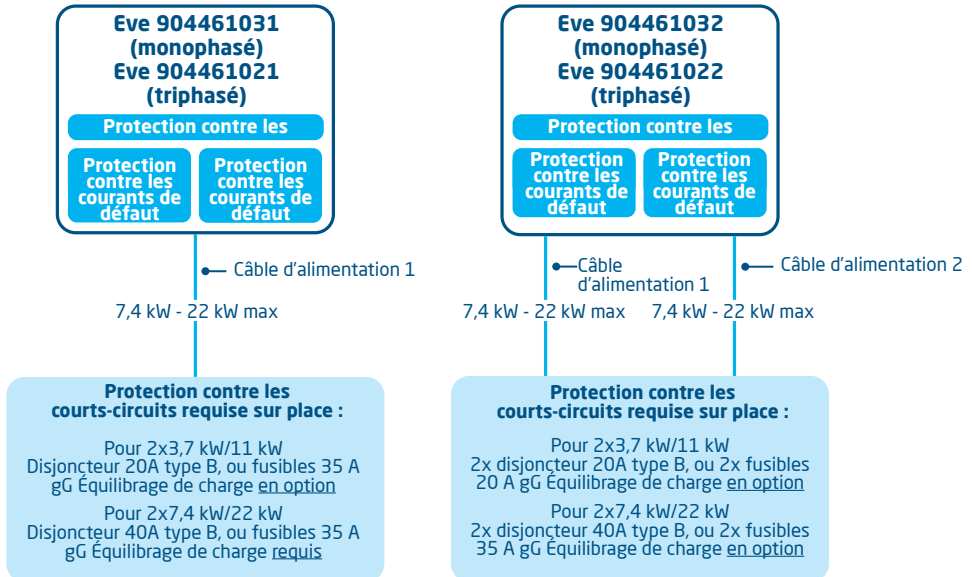 Eve 904461031
(monophasé)
Eve 904461021
(triphasé)
Protection contre les
Protection
contre les
courants de
défaut
Protection
contre les
courants de
défaut
Câble d'alimentation 1
7,4 kW - 22 kW max
Protection contre les
courts-circuits requise sur place :
Pour 2x3,7 kW/11 kW
Disjoncteur 20A type B, ou fusibles 35 A
gG Équilibrage de charge en option
Pour 2x7,4 kW/22 kW
Disjoncteur 40A type B, ou fusibles 35 A
gG Équilibrage de charge requis
Eve 904461032
(monophasé)
Eve 904461022
(triphasé)
Protection contre les
Protection
contre les
courants de
défaut
Protection
contre les
courants de
défaut
Câble
d'alimentation 1
Câble d'alimentation 2
7,4 kW - 22 kW max
7,4 kW - 22 kW max
Protection contre les
courts-circuits requise sur place :
Pour 2x3,7 kW/11 kW
2x disjoncteur 20A type B, ou 2x fusibles
20 A gG Équilibrage de charge en option
Pour 2x7,4 kW/22 kW
2x disjoncteur 40A type B, ou 2x fusibles
35 A gG Équilibrage de charge en option